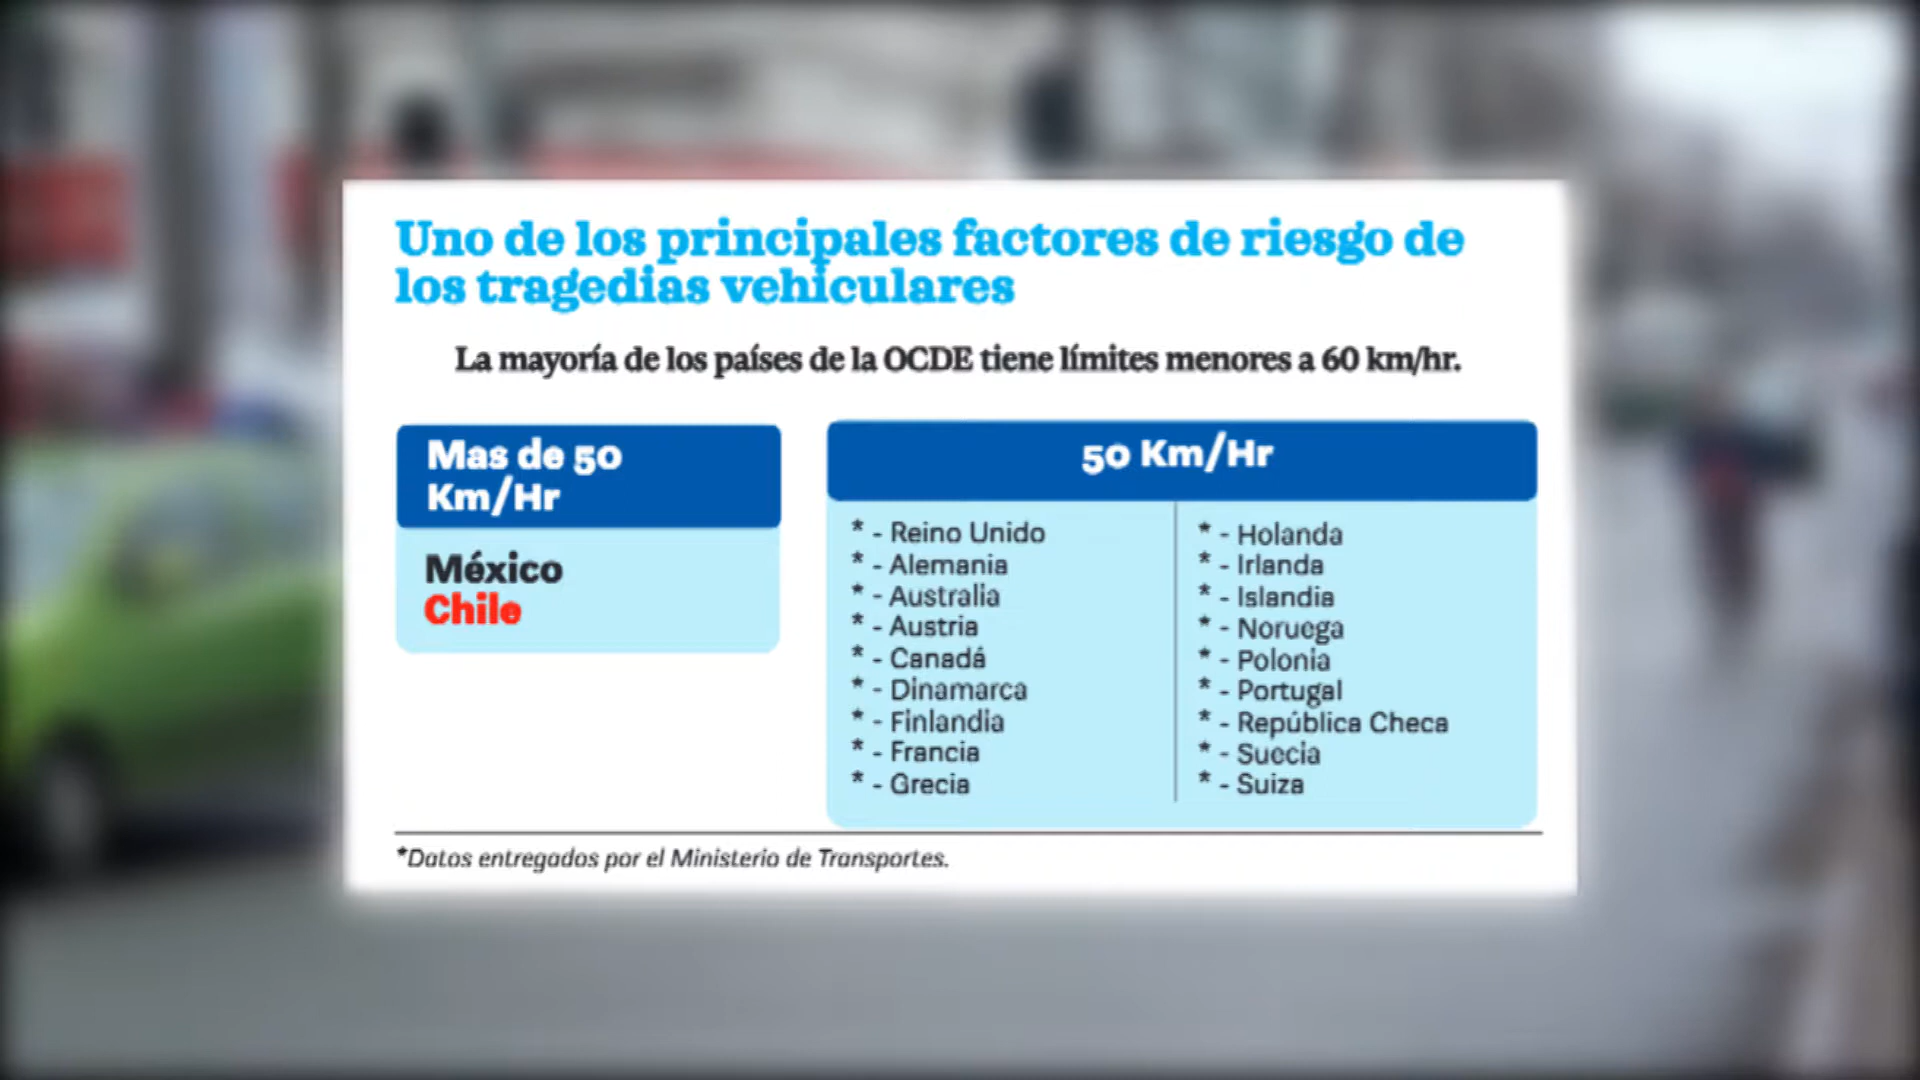 Uno de los principales factores de riesgo de
los tragedias vehiculares
La mayoría de los países de la OCDE tiene límites menores a 60 km/hr.
Mas de 50
Km/Hr
México
Chile
50 Km/Hr
* - Reino Unido
* - Alemania
* - Australia
* - Austria
* - Canadá
* - Dinamarca
* - Finlandia
* - Francia
* - Grecia
* - Holanda
* - Irlanda
* - Islandia
* - Noruega
* - Polonia
* - Portugal
* - República Checa
* - Suecia
* - Suiza
*Datos entregados por el Ministerio de Transportes.